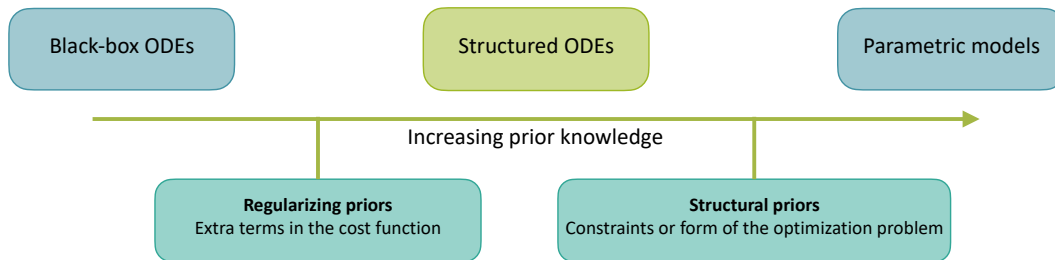 Black-box ODEs
Structured ODEs
Parametric models
Increasing prior knowledge
Regularizing priors
Extra terms in the cost function
Structural priors
Constraints or form of the optimization problem